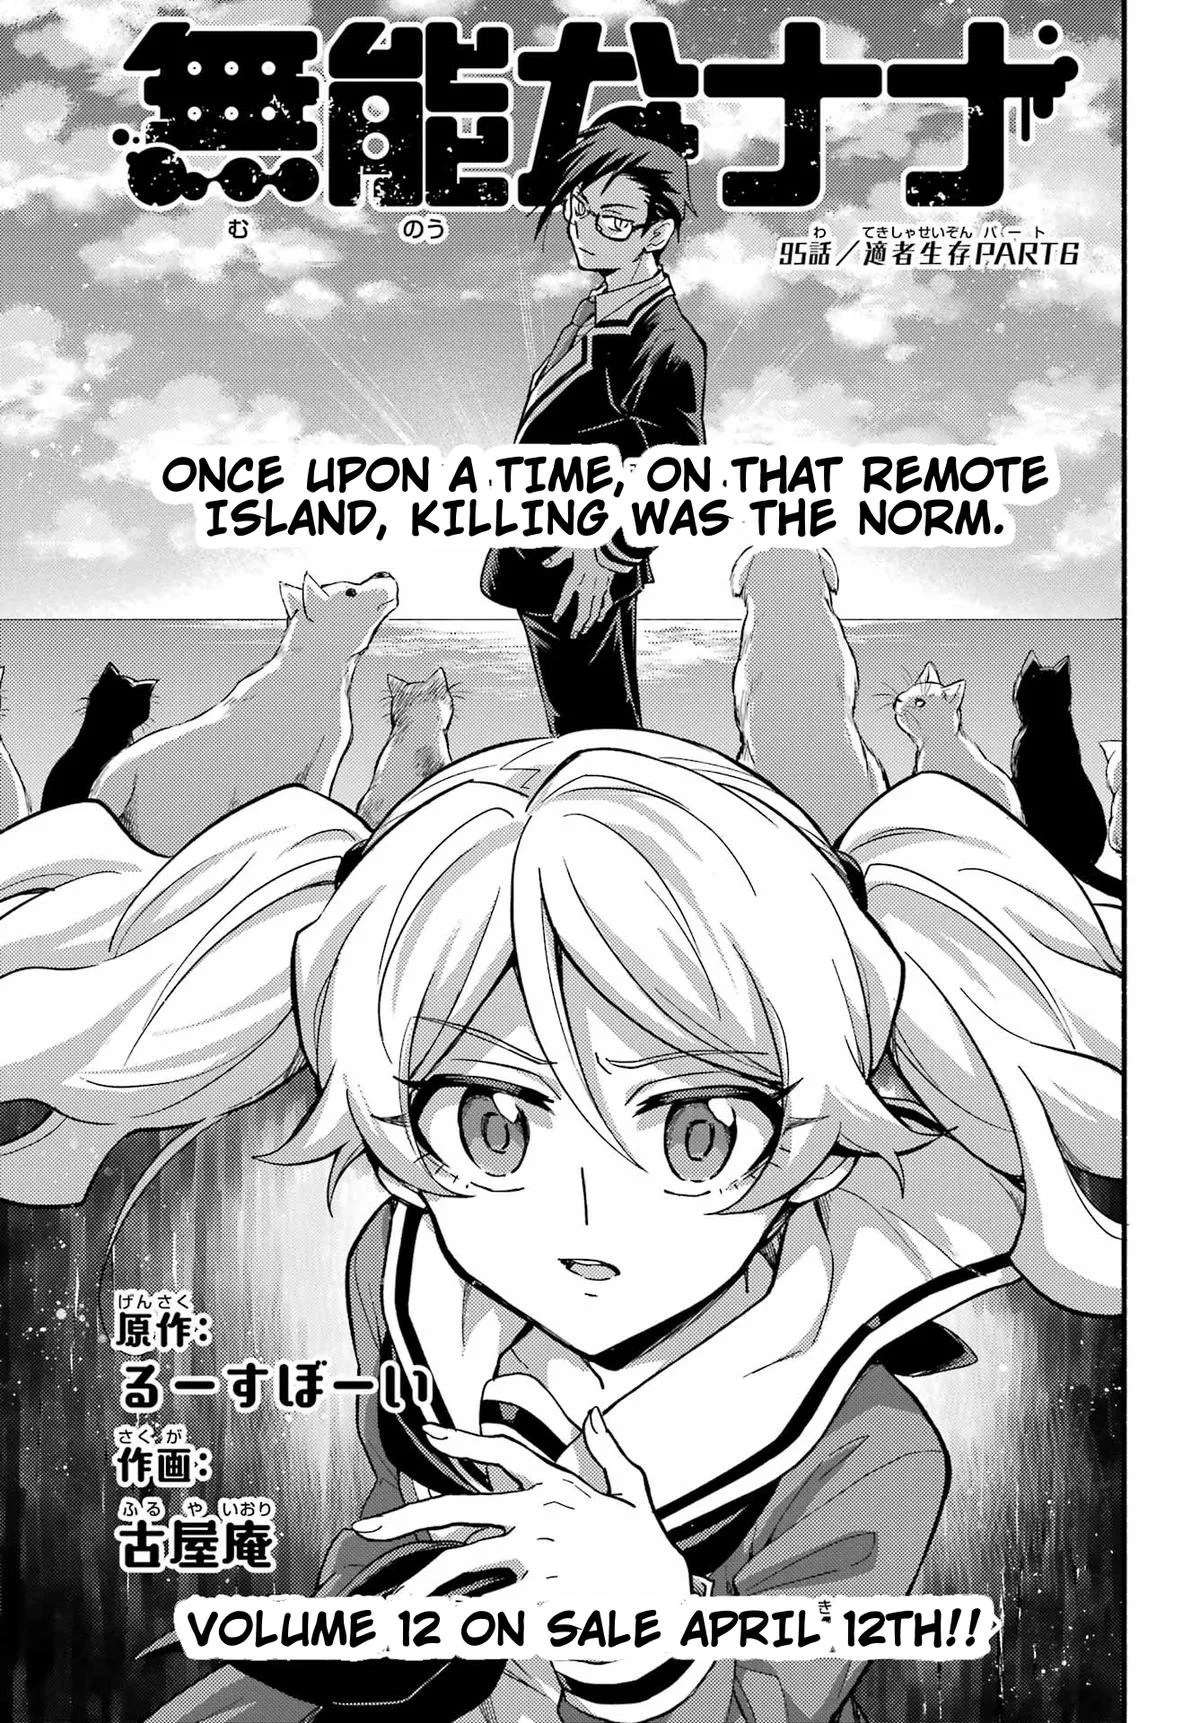 無能なナナ
む のう
わ てきしゃせいぞん パート
95話／適者生存PART6
ONCE UPON A TIME, ON THAT REMOTE
ISLAND, KILLING WAS THE NORM.
げんさく
原作:
るーすぼーい
さくが
作画:
ふる や いおり
古屋庵
き
VOLUME 12 ON SALE APRIL 12TH!!